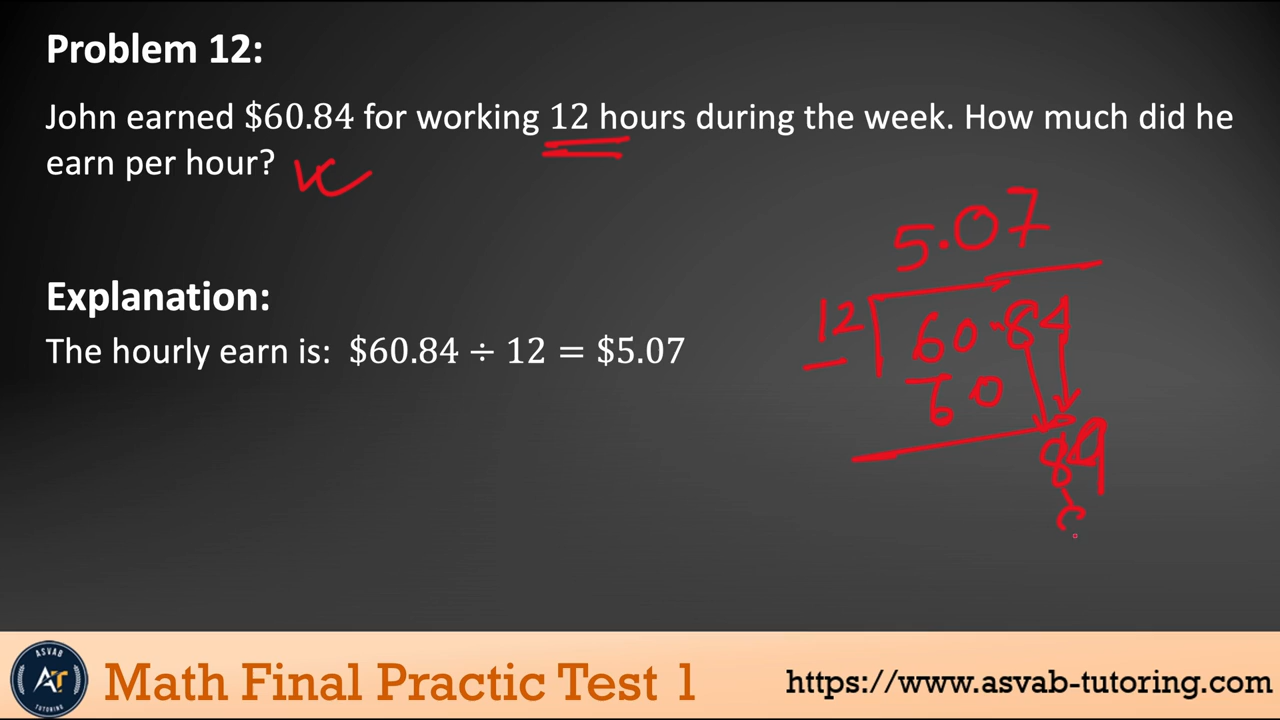 Problem 12:
John earned $60.84 for working 12 hours during the week. How much did he
earn per hour?
Explanation:
The hourly earn is: $60.84 ÷ 12 = $5.07
5.07
12 60.84
60
84
ASVAB
AT
TUTORING
Math Final Practic Test 1
https://www.asvab-tutoring.com